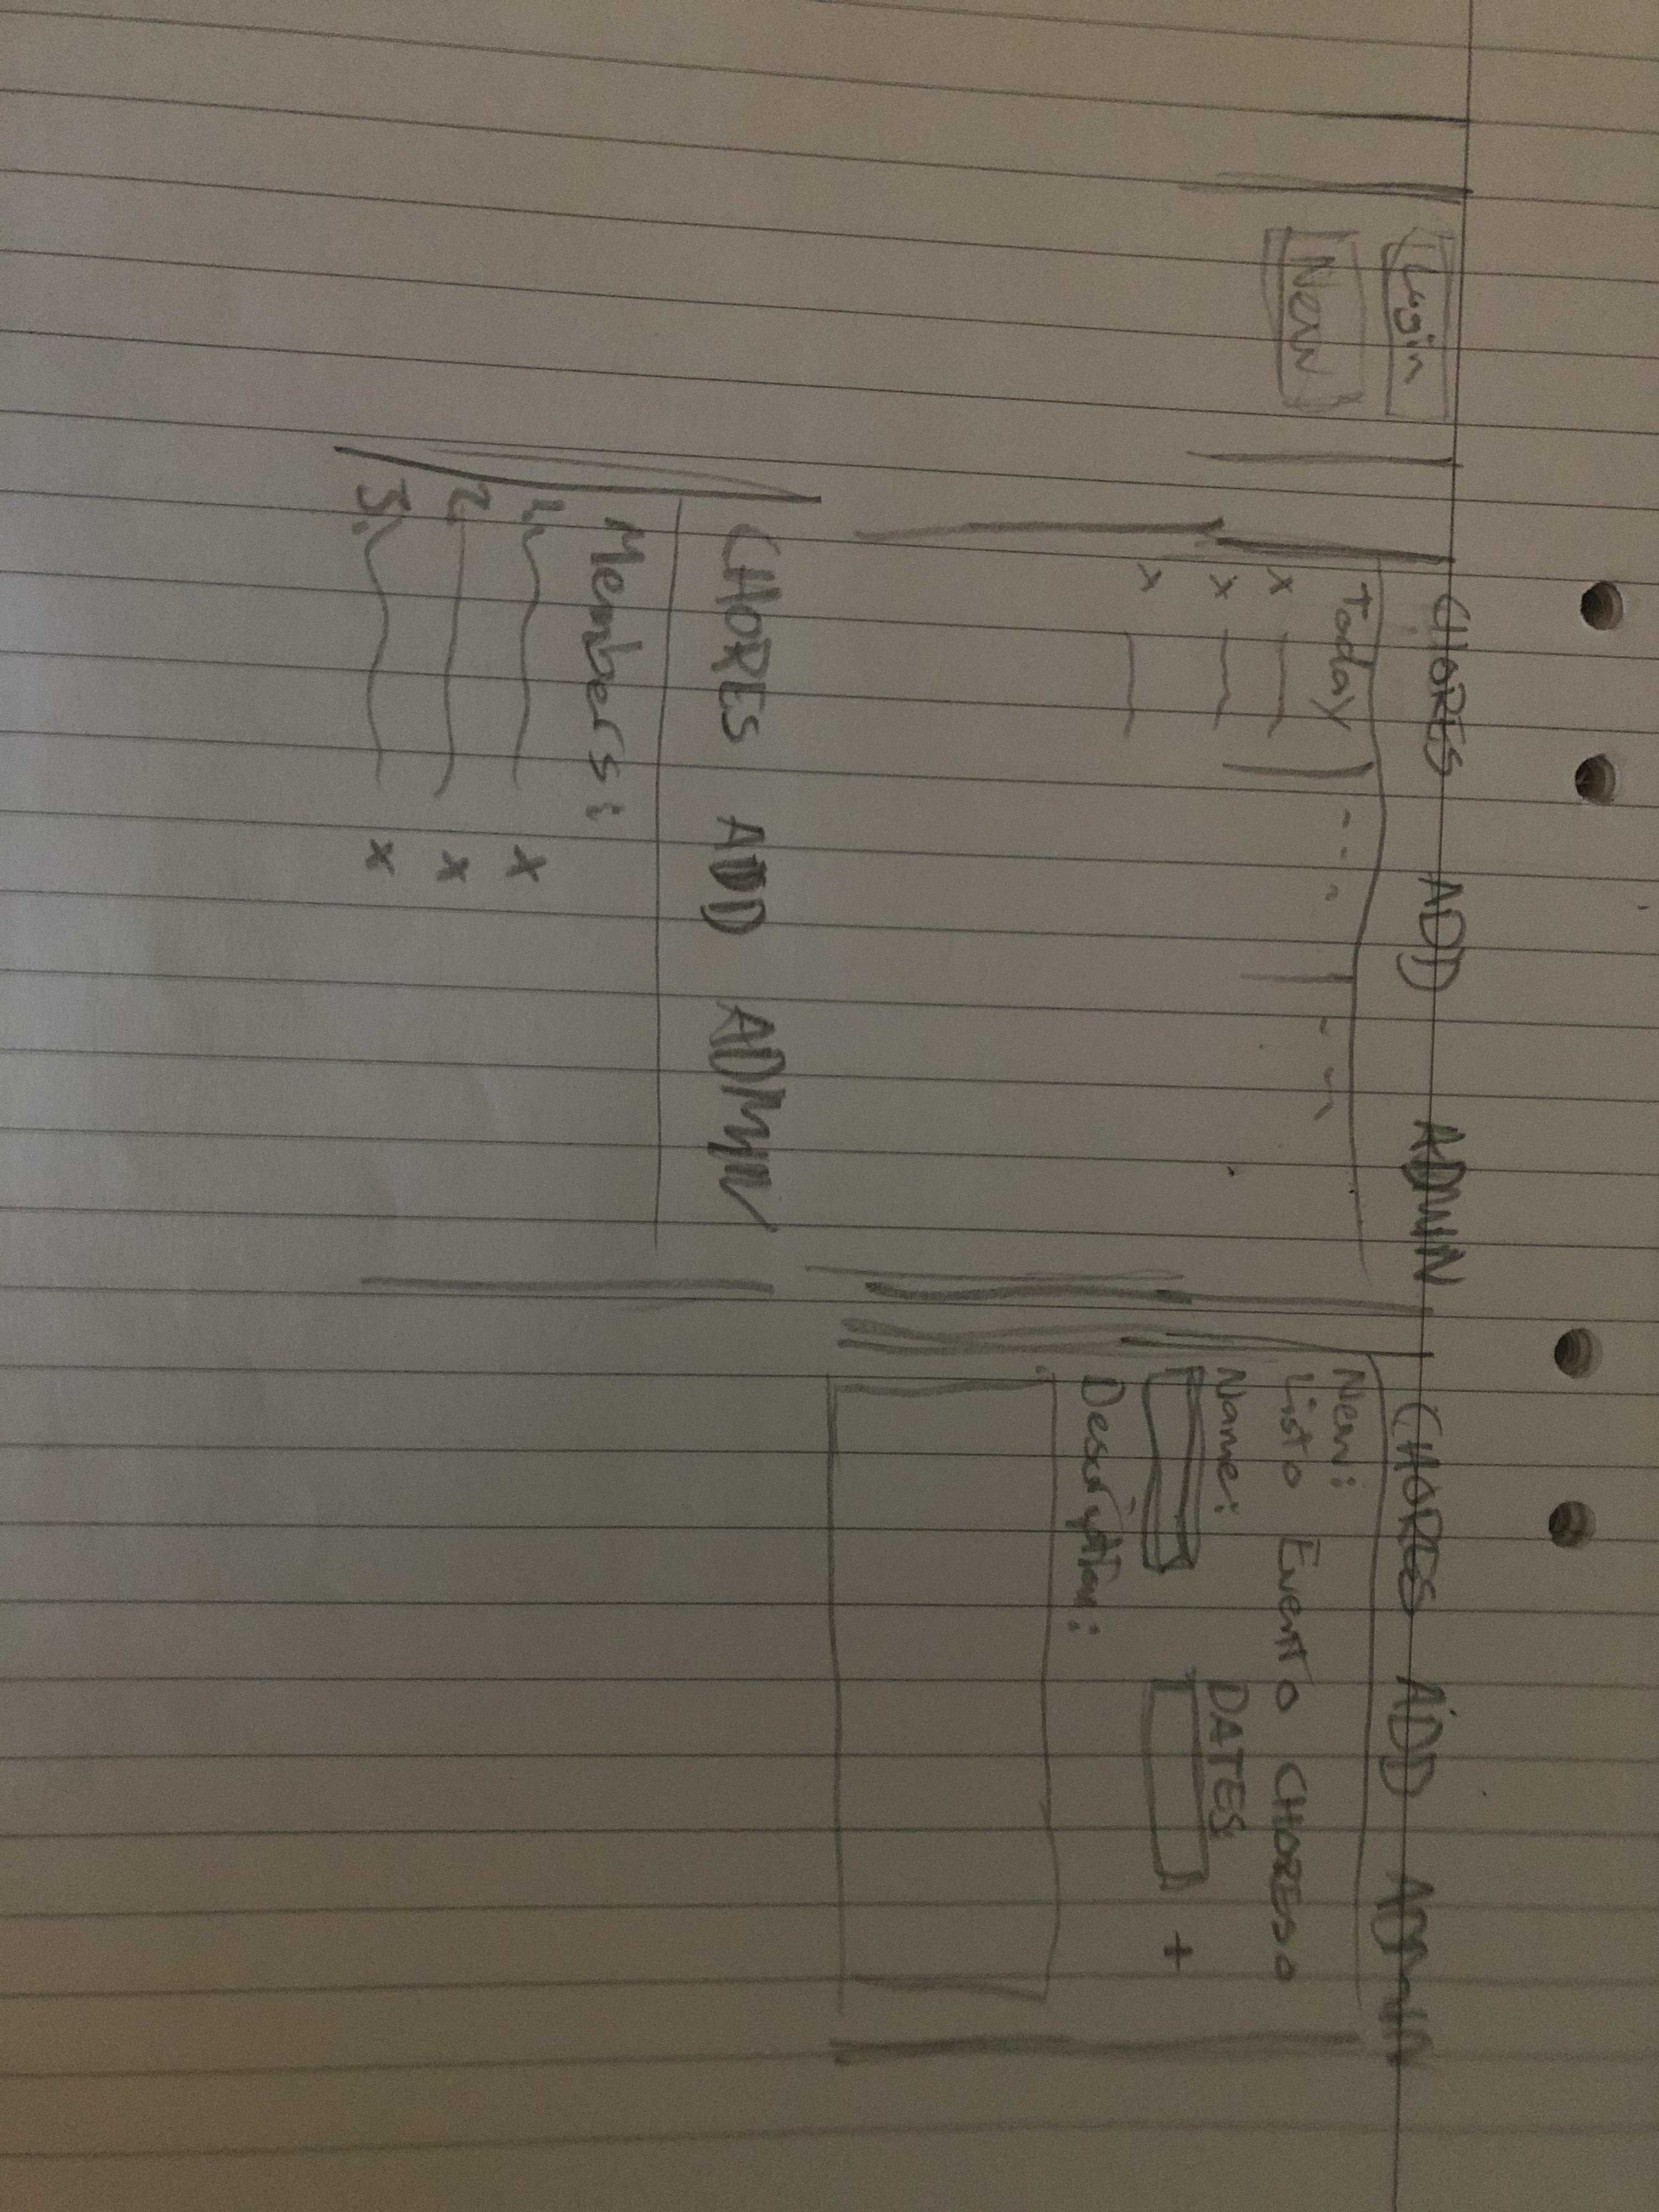 Login
New
CHORES ADD ADMIN
Today
x
x
x
CHORES ADD ADMIN
New:
List o Event o CHORES o
Name: DATES:
+
Description:
CHORES ADD ADMIN
Members:
1. x
2. x
3. x